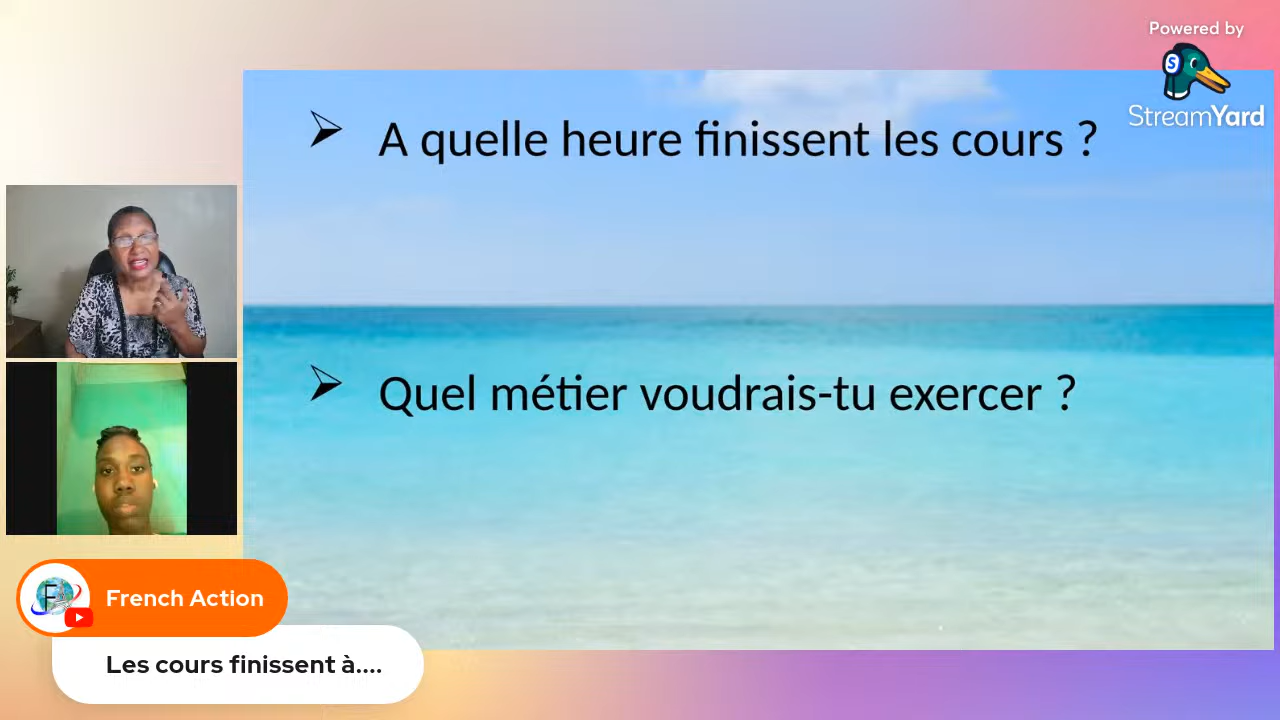 Powered by
StreamYard
A quelle heure finissent les cours ?
Quel métier voudrais-tu exercer ?
French Action
Les cours finissent à....